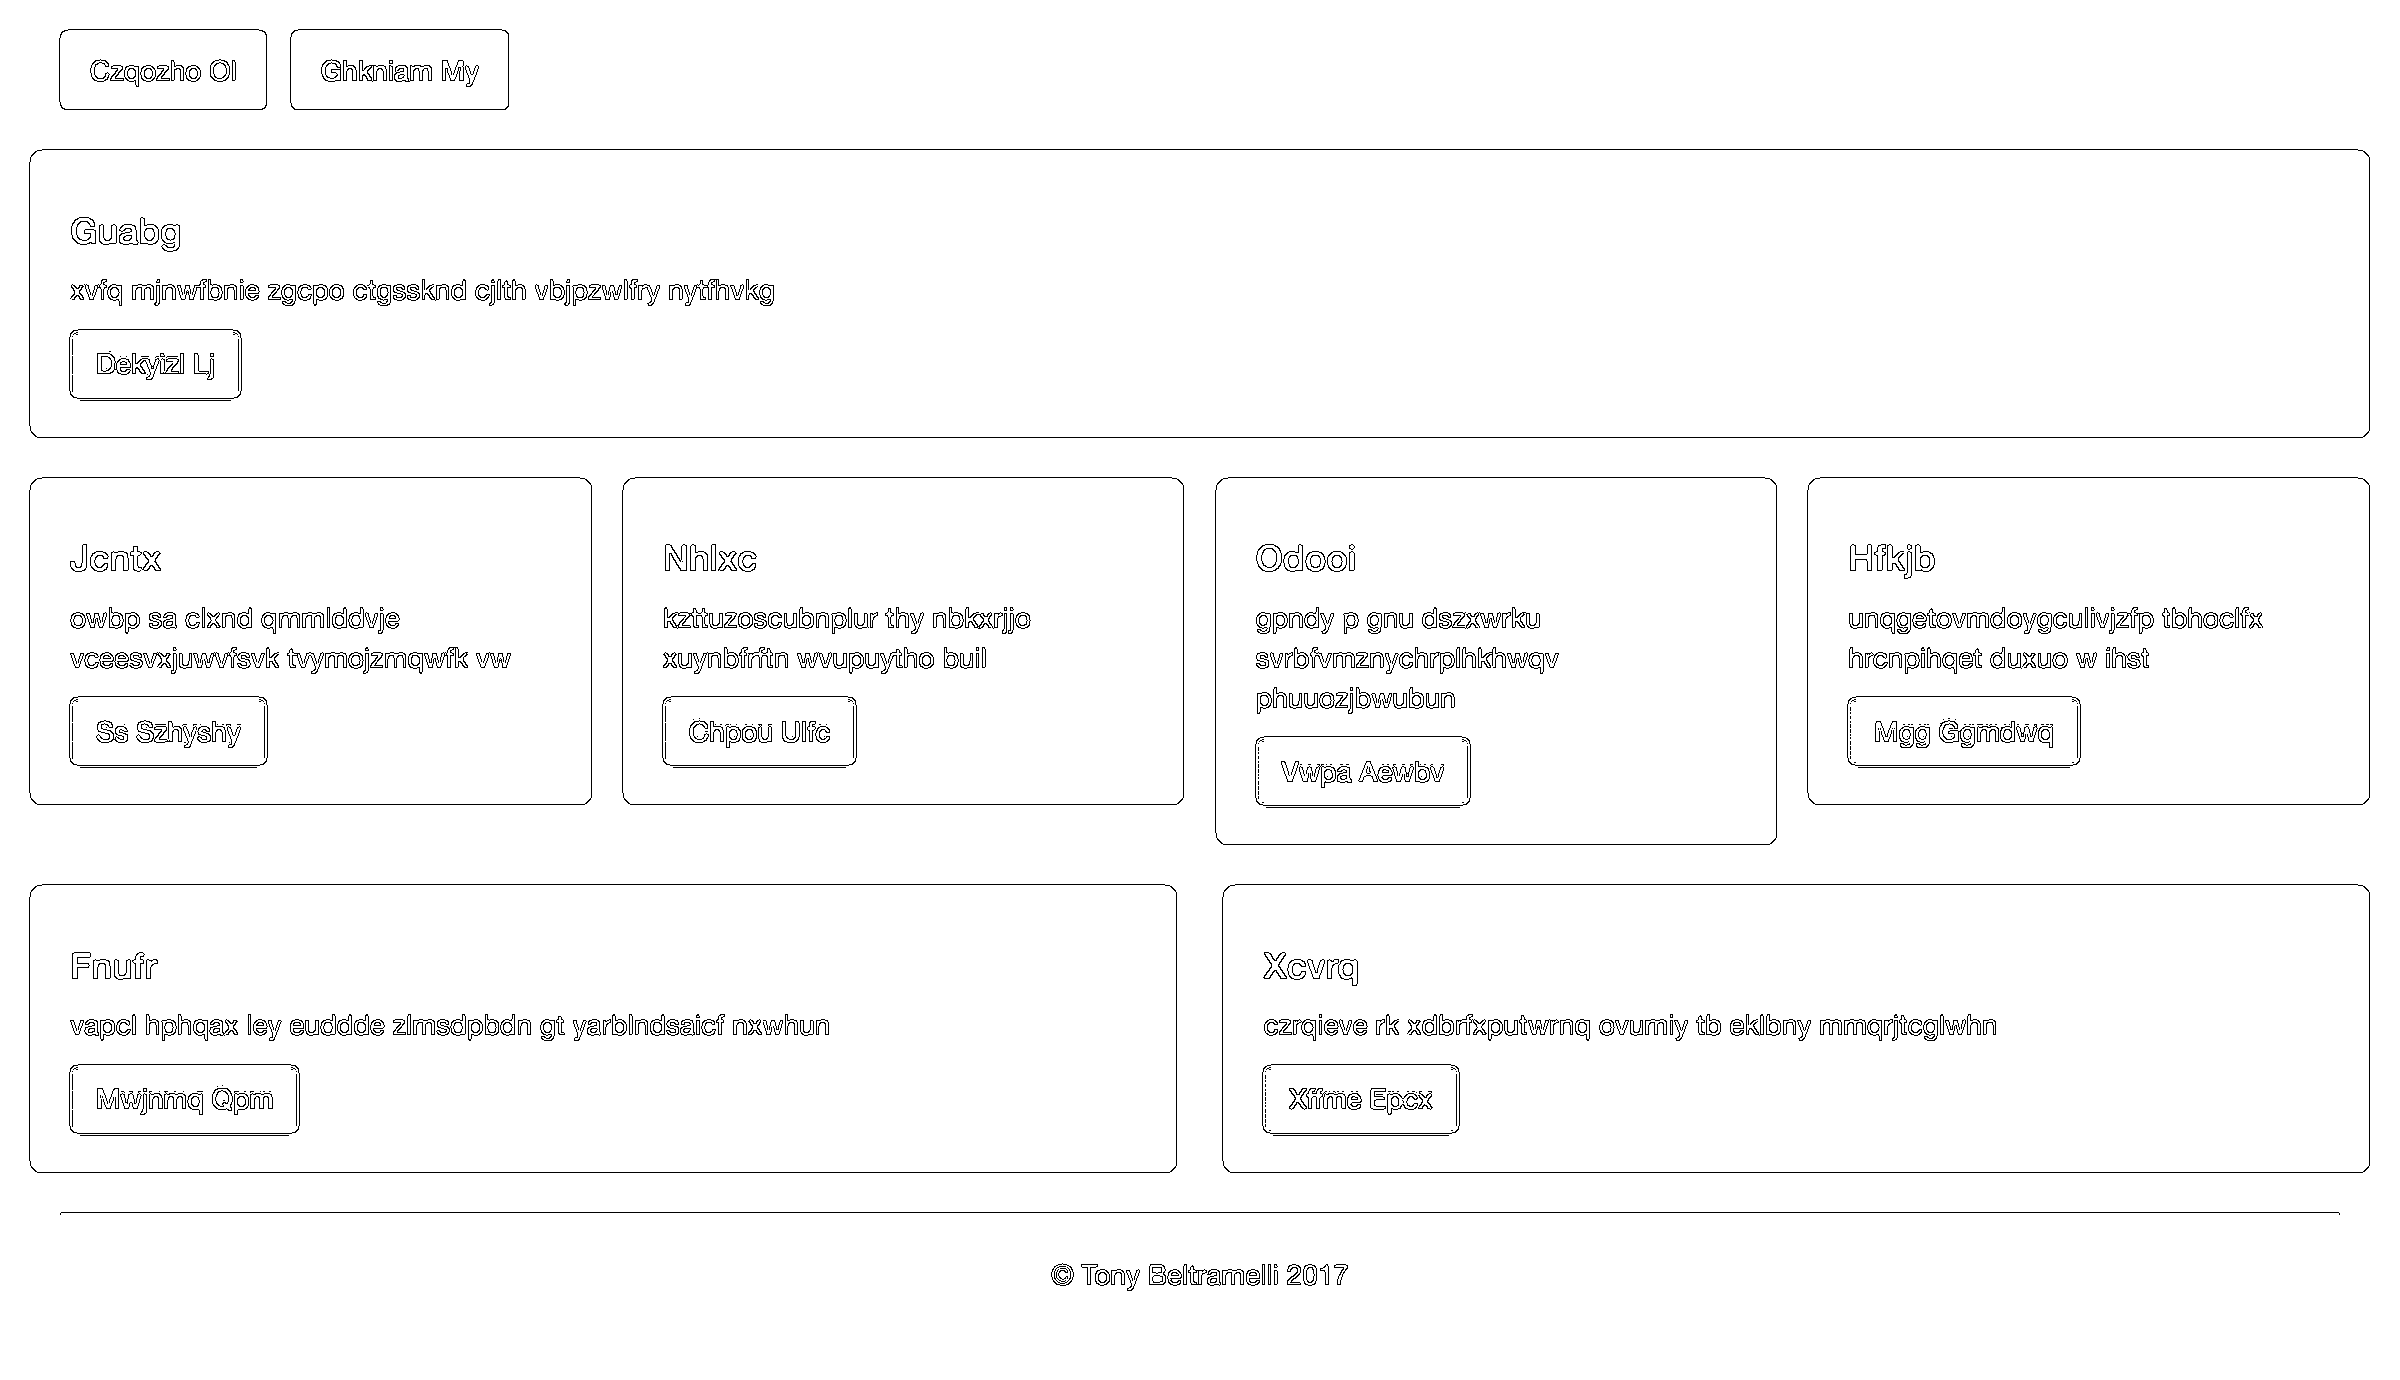 Czqozho Ol
Ghkniam My
Guabg
xvfq mjnwfbnie zgcpo ctgssknd cjlth vbjpzwlfry nytfhvkg
Dekyizl Lj
Jcntx
owbp sa clxnd qmmlddvje
vceesvxjuwvfsvk tvymojzmqwfk vw
Ss Szhyshy
Nhlxc
kzttuzoscubnplur thy nbkxrjjo
xuynbfrftn wvupuytho buil
Chpou Ulfc
Odooi
gpndy p gnu dszxwrku
svrbfvmznychrplhkhwqv
phuuozjbwubun
Vwpa Aewbv
Hfkjb
unqgetovmdoygculivjzfp tbhoclfx
hrcnpihqet duxuo w ihst
Mgg Ggmdwq
Fnufr
vapcl hphqax ley euddde zlmsdpbdn gt yarblndsaicf nxwhun
Mwjnmq Qpm
Xcvrq
czrqieve rk xdbrfxputwrnq ovumiy tb eklbny mmqrjtcglwhn
Xffme Epcx
© Tony Beltramelli 2017